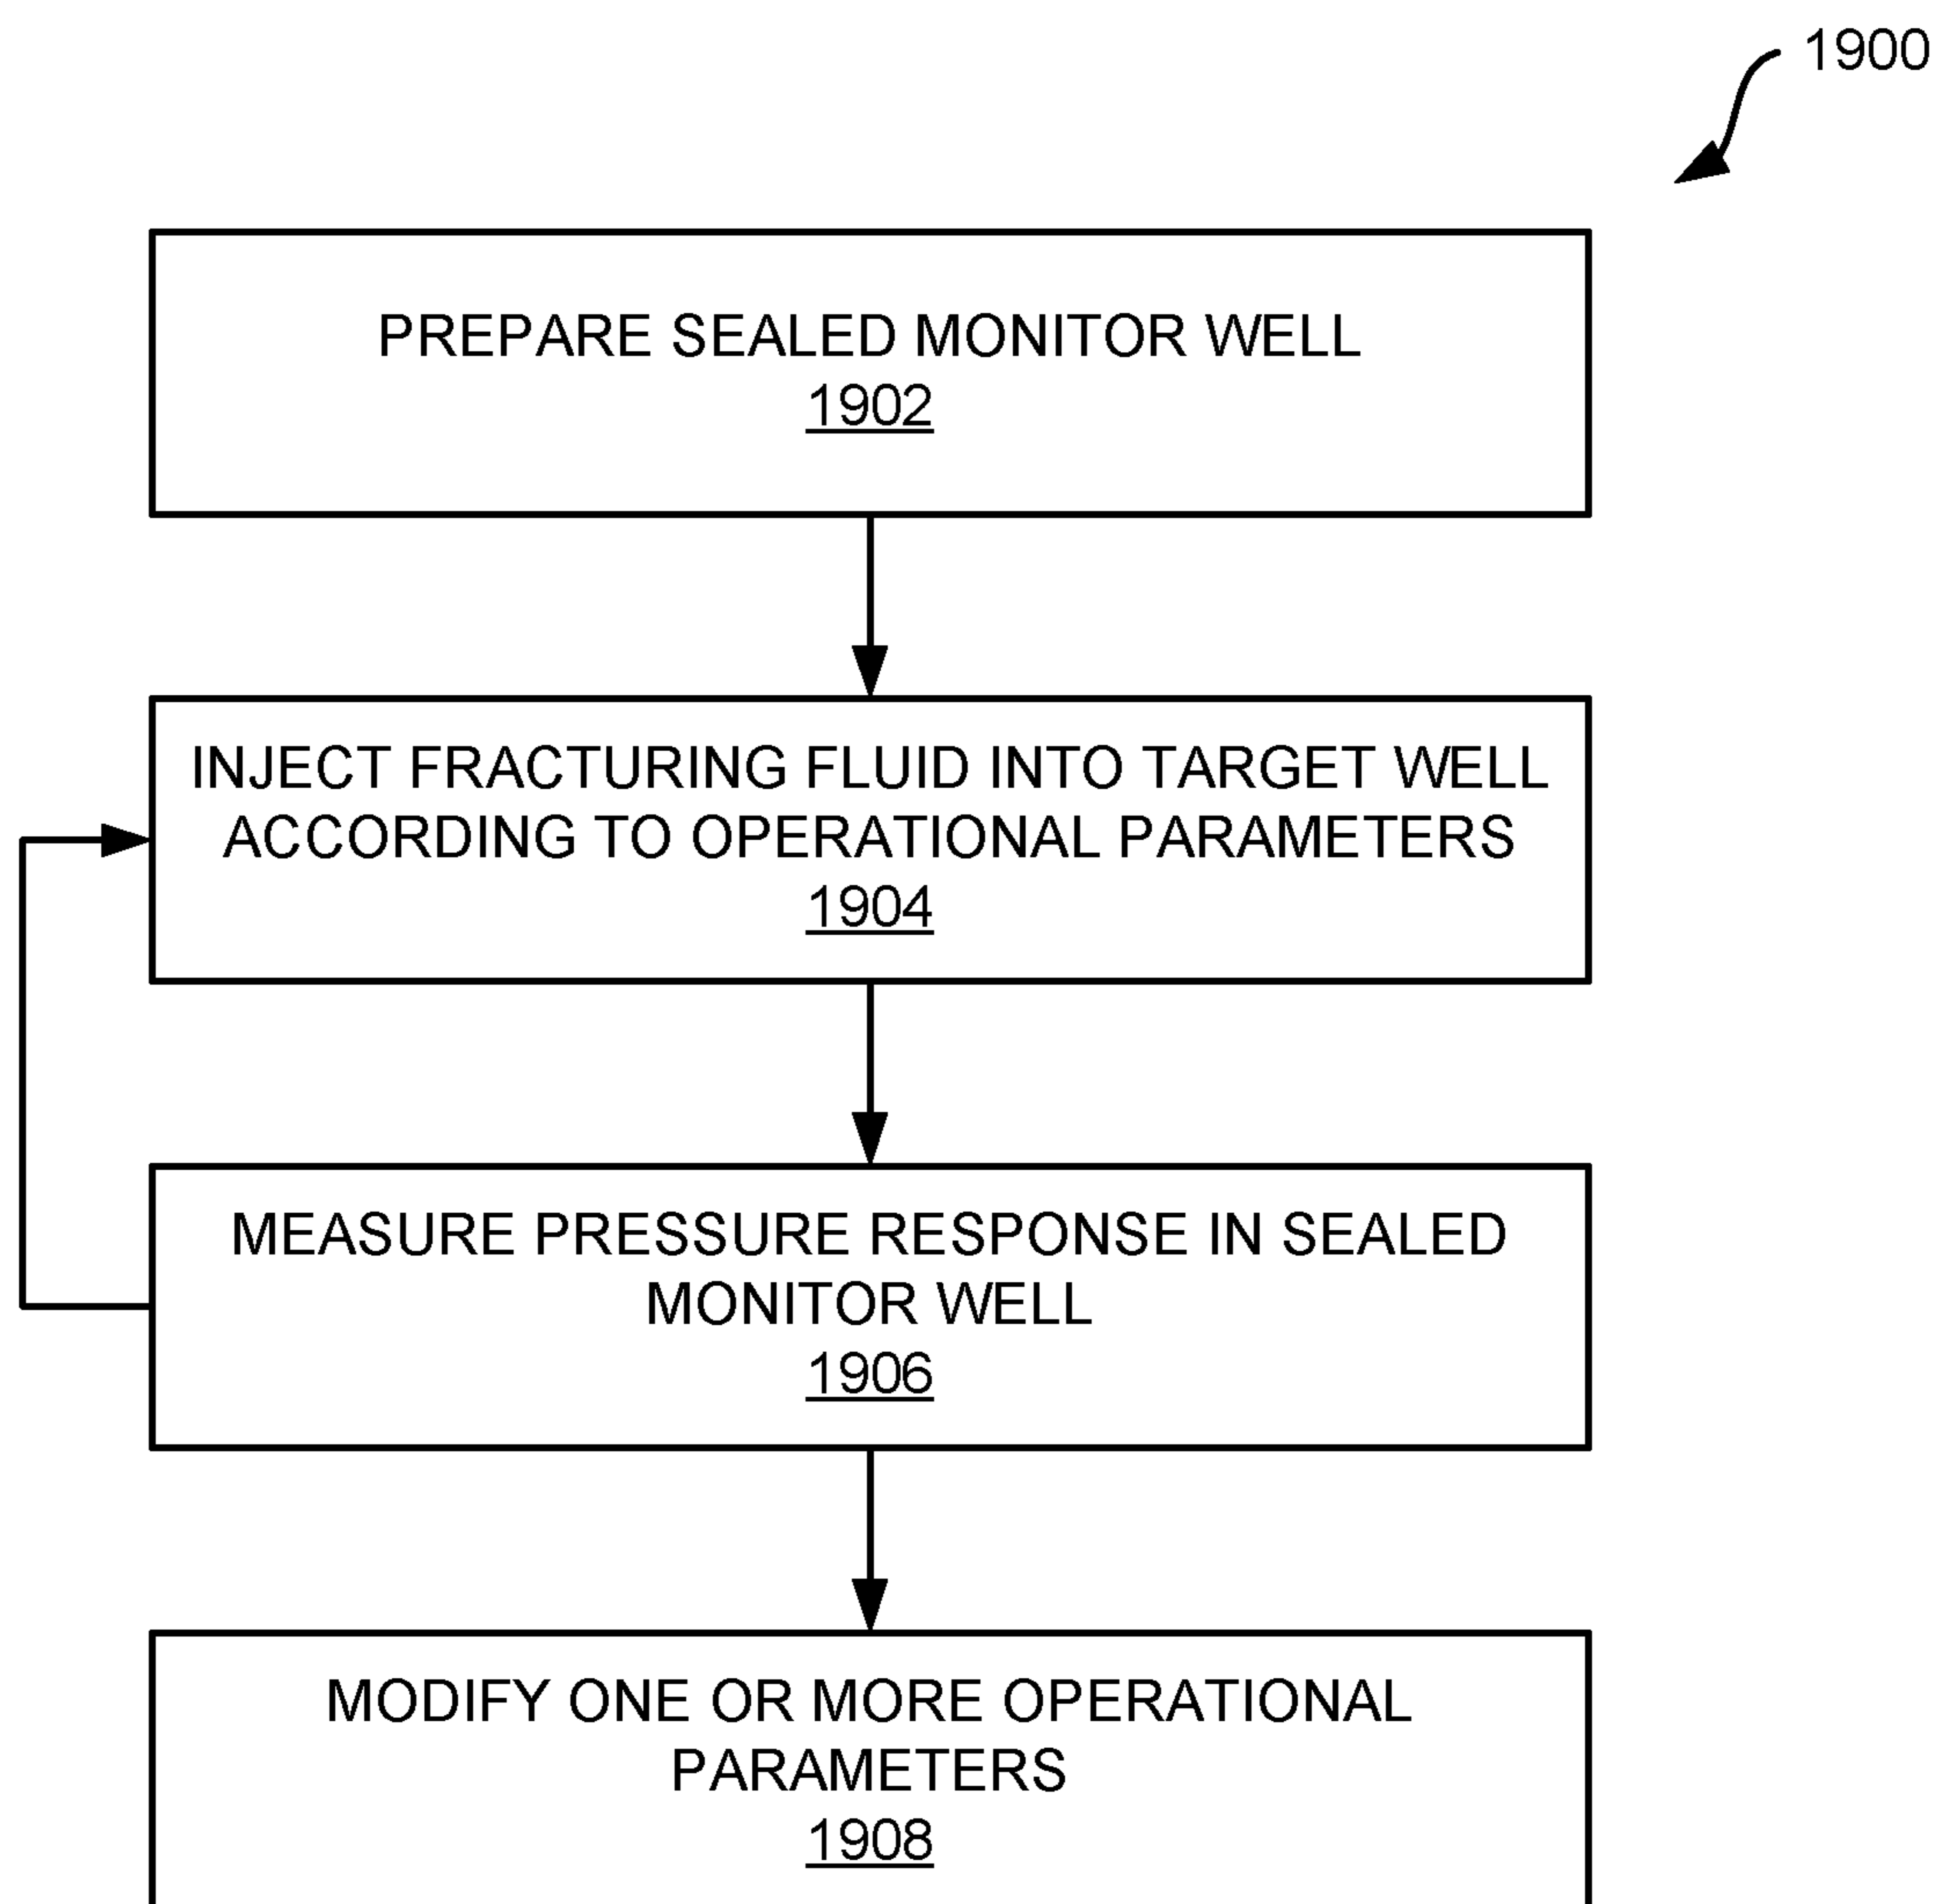 1900
PREPARE SEALED MONITOR WELL
1902
INJECT FRACTURING FLUID INTO TARGET WELL
ACCORDING TO OPERATIONAL PARAMETERS
1904
MEASURE PRESSURE RESPONSE IN SEALED
MONITOR WELL
1906
MODIFY ONE OR MORE OPERATIONAL
PARAMETERS
1908